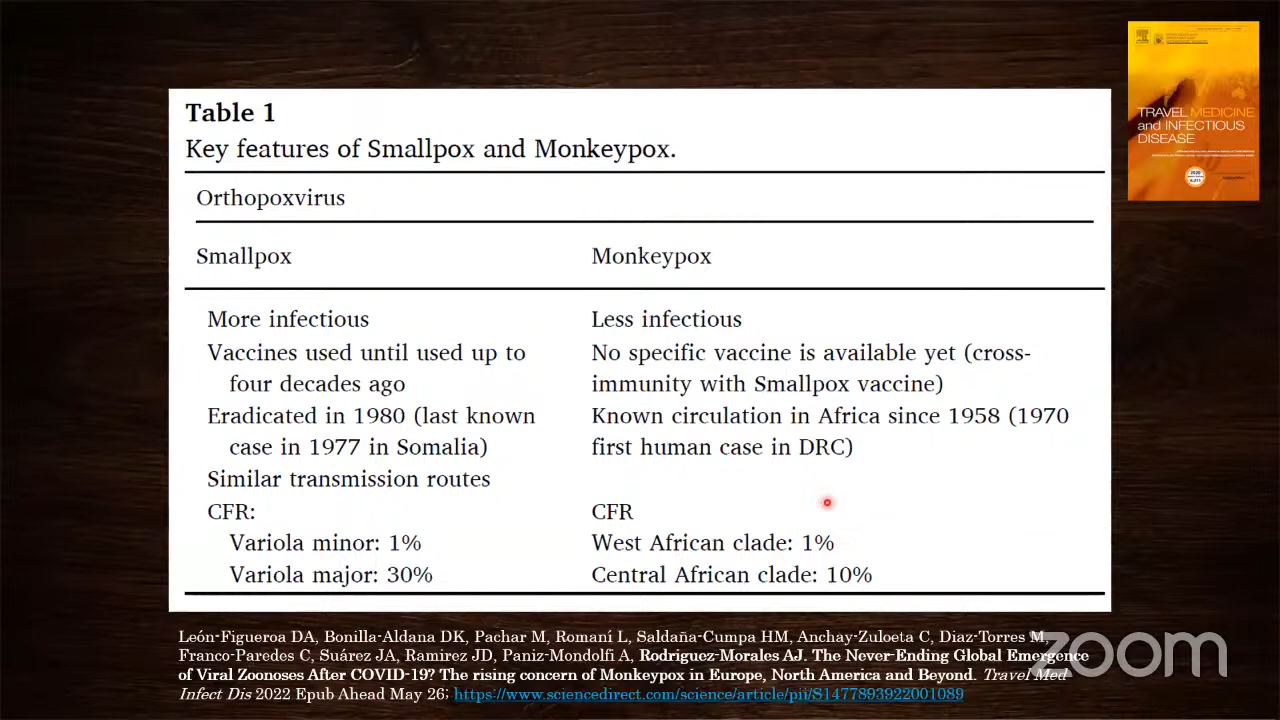 TRAVEL MEDICINE
and INFECTIOUS
DISEASE
Table 1
Key features of Smallpox and Monkeypox.
Orthopoxvirus
Smallpox Monkeypox
More infectious Less infectious
Vaccines used until used up to No specific vaccine is available yet (cross-
four decades ago immunity with Smallpox vaccine)
Eradicated in 1980 (last known Known circulation in Africa since 1958 (1970
case in 1977 in Somalia) first human case in DRC)
Similar transmission routes
CFR: CFR
Variola minor: 1% West African clade: 1%
Variola major: 30% Central African clade: 10%
León-Figueroa DA, Bonilla-Aldana DK, Pachar M, Romaní L, Saldaña-Cumpa HM, Anchay-Zuloeta C, Diaz-Torres M,
Franco-Paredes C, Suárez JA, Ramirez JD, Paniz-Mondolfi A, Rodriguez-Morales AJ. The Never-Ending Global Emergence
of Viral Zoonoses After COVID-19? The rising concern of Monkeypox in Europe, North America and Beyond. Travel Med
Infect Dis 2022 Epub Ahead May 26; https://www.sciencedirect.com/science/article/pii/S1477893922001089
zoom